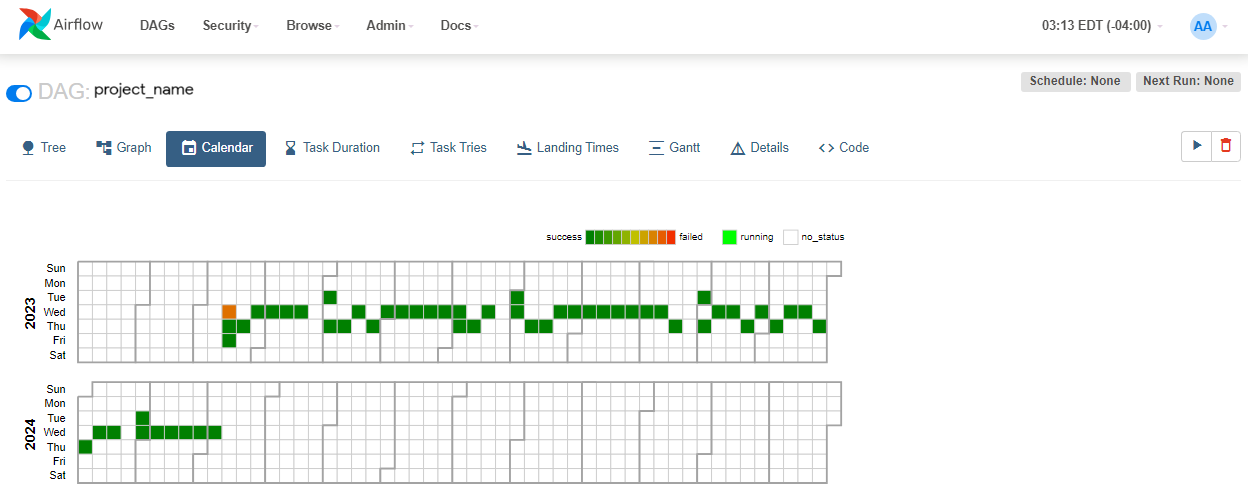 Airflow DAGs Security Browse Admin Docs 03:13 EDT (-04:00) AA
DAG: project_name Schedule: None Next Run: None
Tree Graph Calendar Task Duration Task Tries Landing Times Gantt Details <> Code
success failed running no_status
2023
Sun
Mon
Tue
Wed
Thu
Fri
Sat
2024
Sun
Mon
Tue
Wed
Thu
Fri
Sat